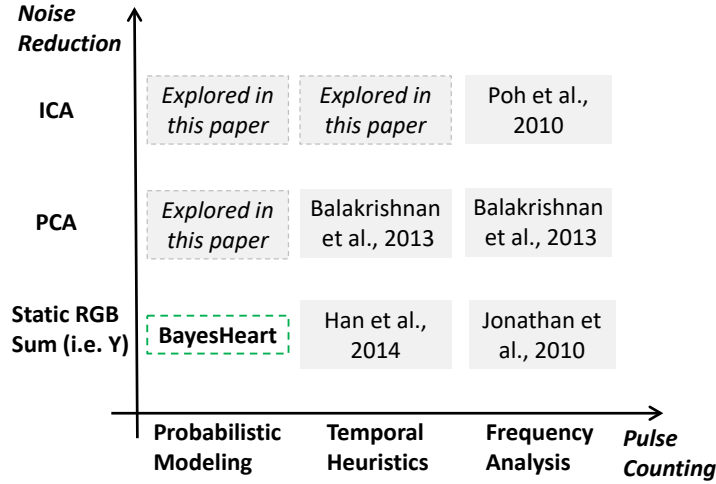 Noise
Reduction
ICA
Explored in
this paper
Explored in
this paper
Poh et al.,
2010
PCA
Explored in
this paper
Balakrishnan
et al., 2013
Balakrishnan
et al., 2013
Static RGB
Sum (i.e. Y)
BayesHeart
Han et al.,
2014
Jonathan et
al., 2010
Probabilistic
Modeling
Temporal
Heuristics
Frequency
Analysis
Pulse
Counting